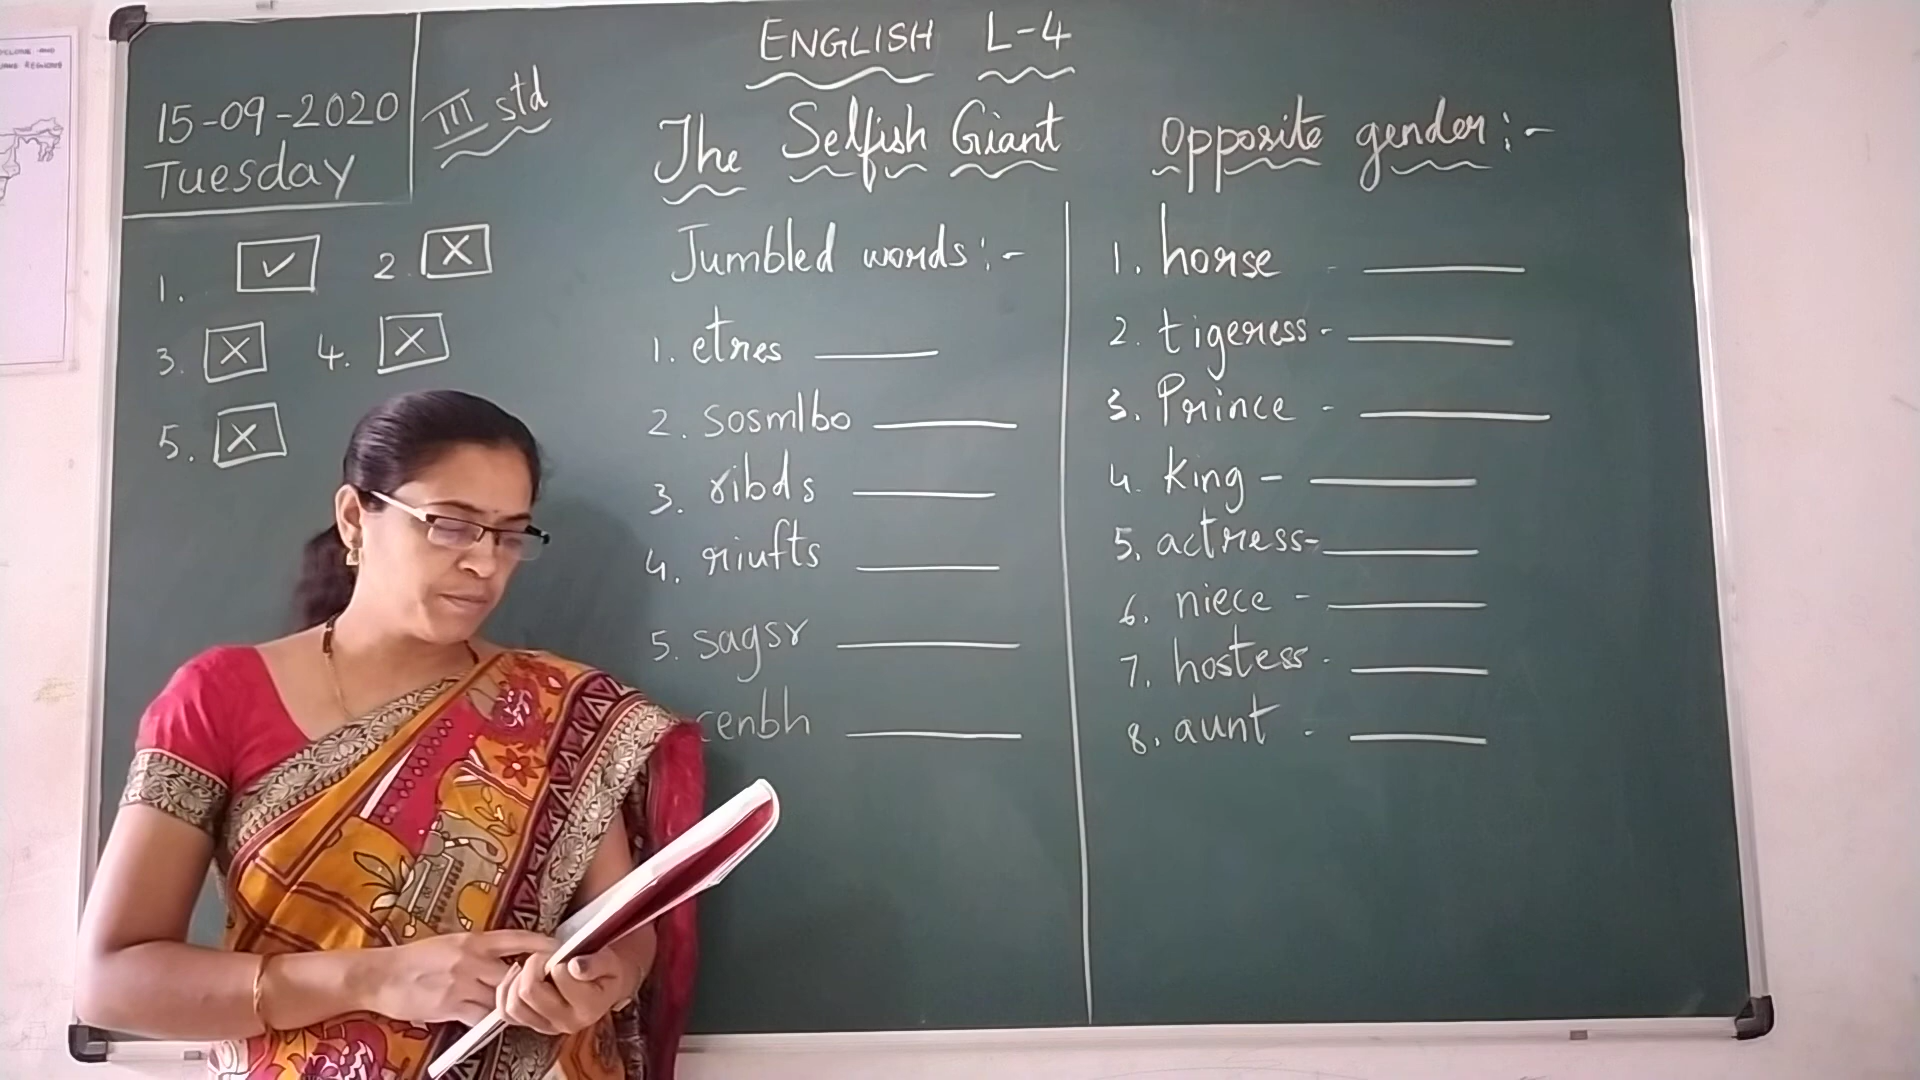 ENGLISH L-4
15-09-2020
Tuesday
III std
The Selfish Giant
1. ✓ 2. X
3. X 4. X
5. X
Jumbled words:-
1. etres
2. sosmlbo
3. ribds
4. riufts
5. sagsr
cenbh
Opposite gender:-
1. horse -
2. tigeress -
3. Prince -
4. king -
5. actress-
6. niece -
7. hostess -
8. aunt -